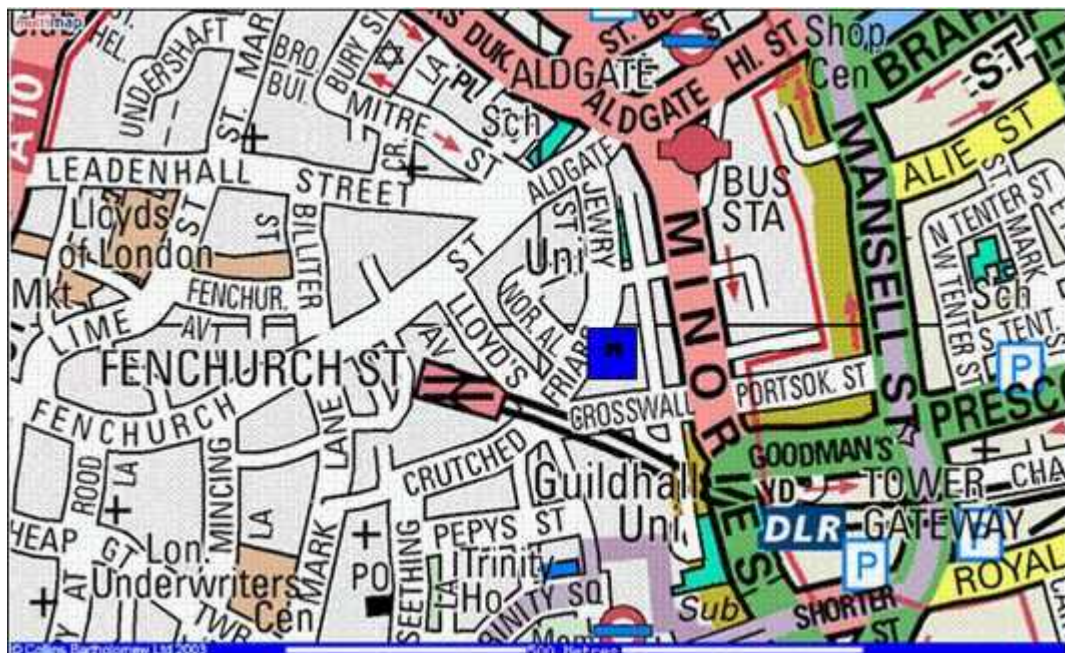 multimap
Club
HEL.
UNDERSHAFT
ST. MAR
BRO.
BUI.
BURY ST
LA
PL
S. DUK.
ST. BO
ALDGATE
ALDGATE HI. ST
Shop
Cen
BRAH
ST
A10
MITRE ST
CR.
Sch
MANSELL ST
ALIE ST
LEADENHALL STREET
ALDGATE
JEWRY ST
BUS
STA
MINORIES
N TENTER ST
ST. MARK
W TENTER ST
Sch
S TENT. ST
Lloyds
of London
ST
ST
BILLITER
Uni
Mkt
LIME
FENCHUR.
AV
ST
NOR. AL
LLOYD'S
AV
FRIARS
P
FENCHURCH ST
FENCHURCH
GROSSWALL
PORTSOK. ST
PRESC
ROOD
LA
MINCING
LA
LANE
MARK
CRUTCHED
Guildhall
Uni.
GOODMAN'S
YD
TOWER
GATEWAY
CHA
DLR
P
P
HEAP
GT
AT
Lon.
Underwriters
Cen
TWR
PO
SEETHING
LA
PEPYS ST
Trinity
Ho
RINITY SQ
Sub
SHORTER
ST
ROYAL
© Collins Bartholomew Ltd 2003
500 Metres